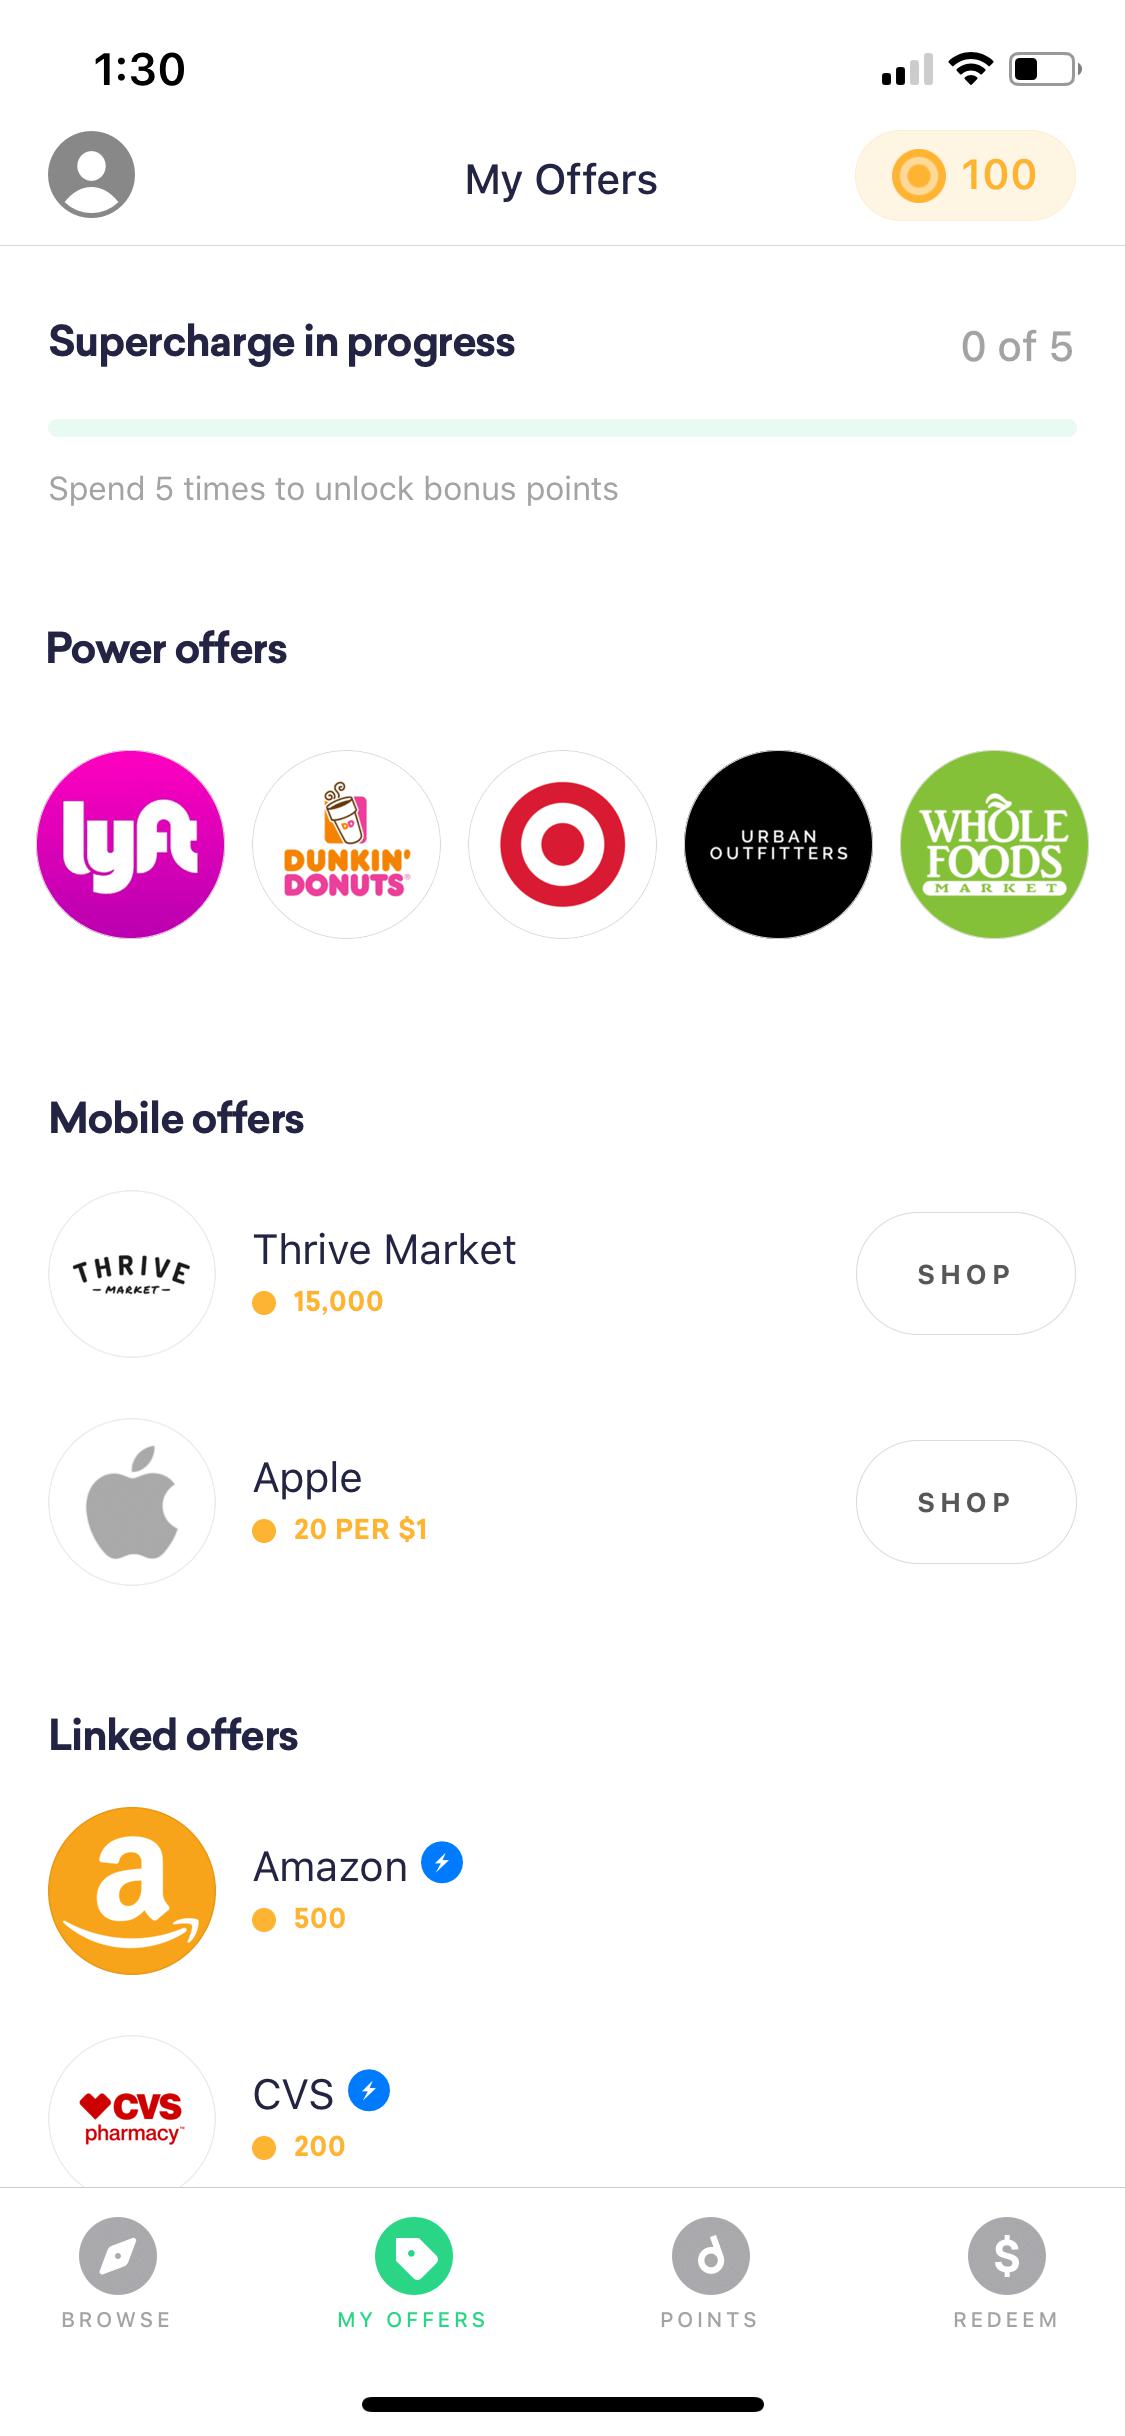 1:30
My Offers
100
Supercharge in progress
0 of 5
Spend 5 times to unlock bonus points
Power offers
lyft
DUNKIN'
DONUTS
DD
URBAN
OUTFITTERS
WHOLE
FOODS
MARKET
Mobile offers
THRIVE
MARKET
Thrive Market
15,000
SHOP
Apple
20 PER $1
SHOP
Linked offers
a
Amazon
500
CVS
pharmacy™
CVS
200
BROWSE
MY OFFERS
POINTS
REDEEM